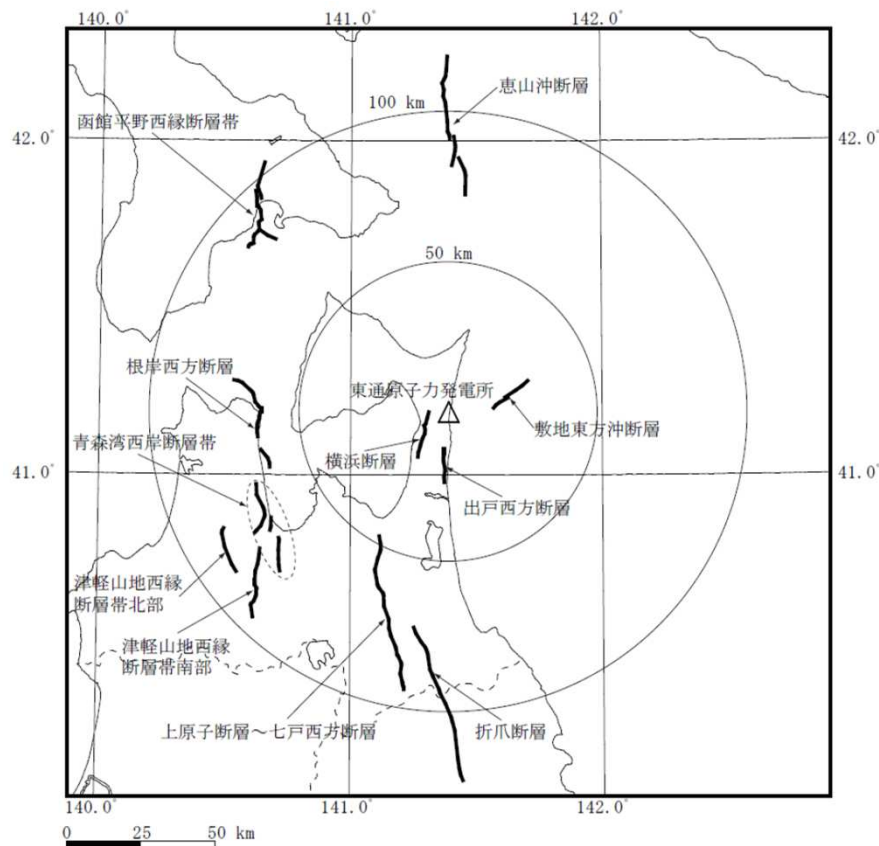 140.0° 141.0° 142.0°
恵山沖断層
100 km
函館平野西縁断層帯
42.0° 42.0°
50 km
根岸西方断層
東通原子力発電所
敷地東方沖断層
青森湾西岸断層帯
横浜断層
41.0° 41.0°
出戸西方断層
津軽山地西縁
断層帯北部
津軽山地西縁
断層帯南部
上原子断層～七戸西方断層
折爪断層
140.0° 141.0° 142.0°
0 25 50 km